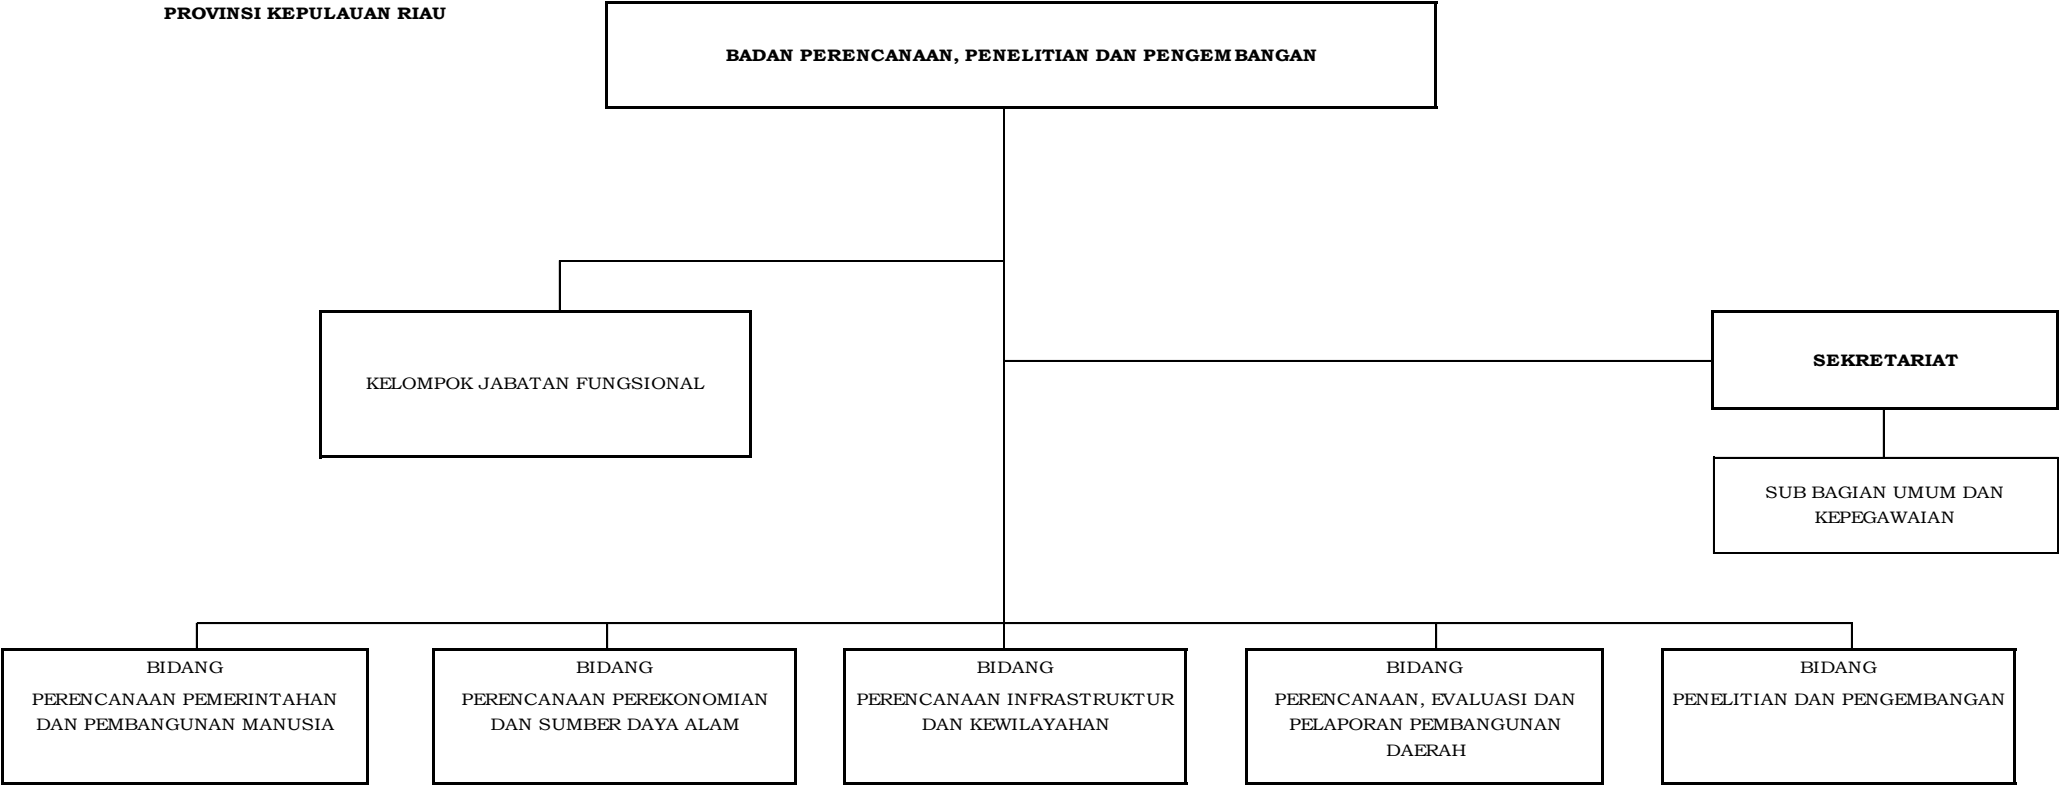 PROVINSI KEPULAUAN RIAU
BADAN PERENCANAAN, PENELITIAN DAN PENGEMBANGAN
KELOMPOK JABATAN FUNGSIONAL
SEKRETARIAT
SUB BAGIAN UMUM DAN
KEPEGAWAIAN
BIDANG
PERENCANAAN PEMERINTAHAN
DAN PEMBANGUNAN MANUSIA
BIDANG
PERENCANAAN PEREKONOMIAN
DAN SUMBER DAYA ALAM
BIDANG
PERENCANAAN INFRASTRUKTUR
DAN KEWILAYAHAN
BIDANG
PERENCANAAN, EVALUASI DAN
PELAPORAN PEMBANGUNAN
DAERAH
BIDANG
PENELITIAN DAN PENGEMBANGAN